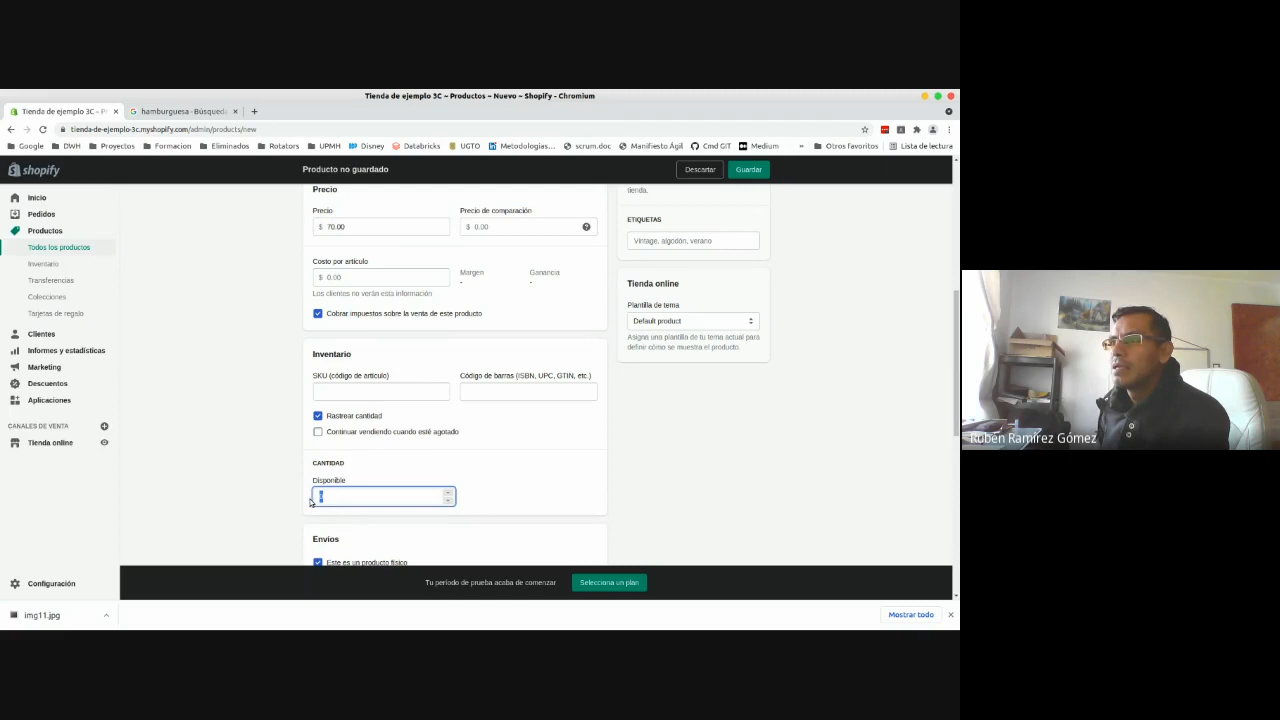 Tienda de ejemplo 3C ~ Productos ~ Nuevo ~ Shopify - Chromium
Tienda de ejemplo 3C ~ P
hamburguesa - Búsqued
tienda-de-ejemplo-3c.myshopify.com/admin/products/new
Google DWH Proyectos Formacion Eliminados Rotators UPMH Disney Databricks UGTO Metodologías... scrum.doc Manifiesto Ágil Cmd GIT Medium » Otros favoritos Lista de lectura
shopify
Producto no guardado
Descartar
Guardar
Inicio
Pedidos
Productos
Todos los productos
Inventario
Transferencias
Colecciones
Tarjetas de regalo
Clientes
Informes y estadísticas
Marketing
Descuentos
Aplicaciones
CANALES DE VENTA
Tienda online
Configuración
Precio
Precio Precio de comparación
$ 70.00 $ 0.00
Costo por artículo Margen Ganancia
$ 0.00 - -
Los clientes no verán esta información
Cobrar impuestos sobre la venta de este producto
Inventario
SKU (código de artículo) Código de barras (ISBN, UPC, GTIN, etc.)
Rastrear cantidad
Continuar vendiendo cuando esté agotado
CANTIDAD
Disponible
Envíos
Este es un producto físico
tienda.
ETIQUETAS
Vintage, algodón, verano
Tienda online
Plantilla de tema
Default product
Asigna una plantilla de tu tema actual para
definir cómo se muestra el producto
Tu período de prueba acaba de comenzar
Selecciona un plan
img11.jpg
Mostrar todo
Rubén Ramírez Gómez